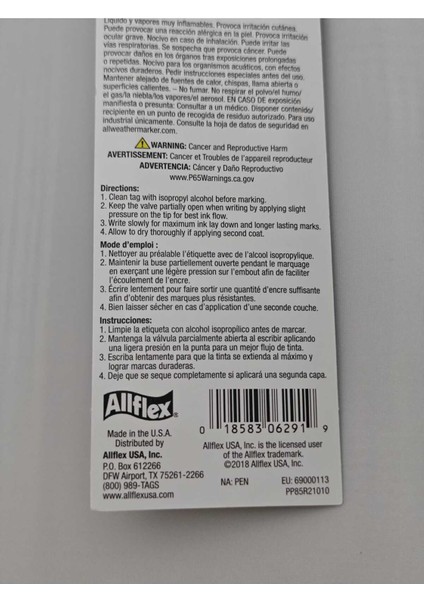 Líquido y vapores muy inflamables. Provoca irritación cutánea.
Puede provocar una reacción alérgica en la piel. Provoca irritación
ocular grave. Nocivo en caso de inhalación. Puede irritar las
vías respiratorias. Se sospecha que provoca cáncer. Puede
provocar daños en los órganos tras exposiciones prolongadas
o repetidas. Nocivo para los organismos acuáticos, con efectos
nocivos duraderos. Pedir instrucciones especiales antes del uso.
Mantener alejado de fuentes de calor, chispas, llama abierta o
superficies calientes. – No fumar. No respirar el polvo/el humo/
el gas/la niebla/los vapores/el aerosol. EN CASO DE exposición
manifiesta o presunta: Consultar a un médico. Disponer contenido/
recipiente en un punto de recogida de residuo autorizado. Para uso
industrial únicamente. Consulte la hoja de datos de seguridad en
allweathermarker.com.
WARNING: Cancer and Reproductive Harm
AVERTISSEMENT: Cancer et Troubles de l'appareil reproducteur
ADVERTENCIA: Cáncer y Daño Reproductivo
www.P65Warnings.ca.gov
Directions:
1. Clean tag with isopropyl alcohol before marking.
2. Keep the valve partially open when writing by applying slight
pressure on the tip for best ink flow.
3. Write slowly for maximum ink lay down and longer lasting marks.
4. Allow to dry thoroughly if applying second coat.
Mode d'emploi :
1. Nettoyer au préalable l'étiquette avec de l'alcool isopropylique.
2. Maintenir la buse partiellement ouverte pendant le marquage
en exerçant une légère pression sur l'embout afin de faciliter
l'écoulement de l'encre.
3. Écrire lentement pour faire sortir une quantité d'encre suffisante
afin d'obtenir des marques plus résistantes.
4. Bien laisser sécher en cas d'application d'une seconde couche.
Instrucciones:
1. Limpie la etiqueta con alcohol isopropílico antes de marcar.
2. Mantenga la válvula parcialmente abierta al escribir aplicando
una ligera presión en la punta para un mejor flujo de tinta.
3. Escriba lentamente para que la tinta se extienda al máximo y
lograr marcas duraderas.
4. Deje que se seque completamente si aplicará una segunda capa.
Allflex®
Made in the U.S.A.
Distributed by
Allflex USA, Inc.
P.O. Box 612266
DFW Airport, TX 75261-2266
(800) 989-TAGS
www.allflexusa.com
0 18583 06291 9
Allflex USA, Inc. is the licensed user
of the Allflex trademark.
©2018 Allflex USA, Inc.
NA: PEN EU: 69000113
PP85R21010